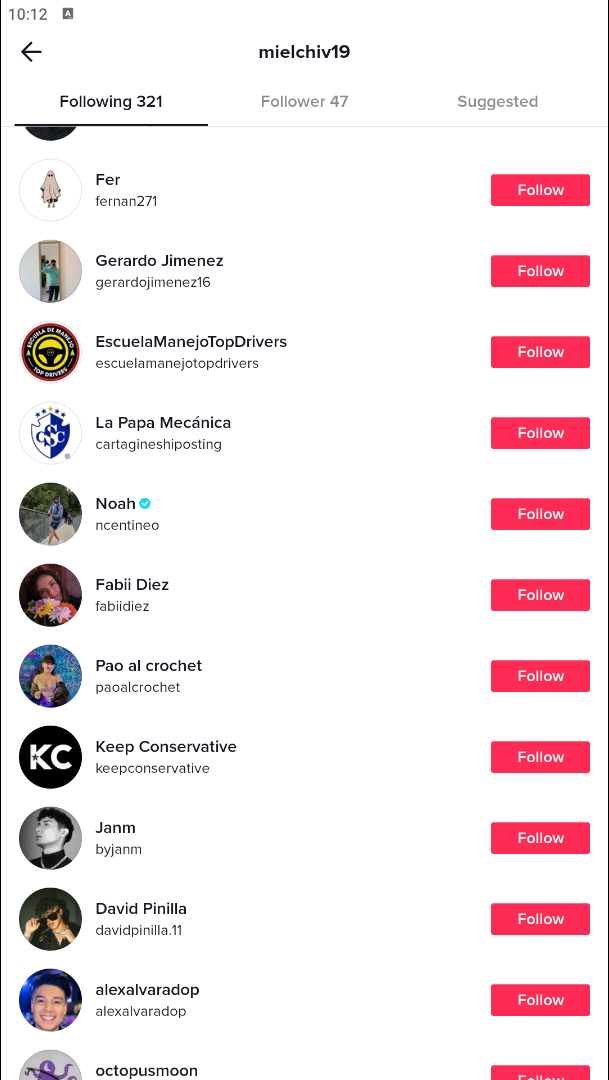 10:12 A
mielchiv19
Following 321 Follower 47 Suggested
Fer
fernan271
Follow
Gerardo Jimenez
gerardojimenez16
Follow
ESCUELA DE MANEJO
TOP DRIVERS
EscuelaManejoTopDrivers
escuelamanejotopdrivers
Follow
CSC
La Papa Mecánica
cartagineshiposting
Follow
Noah
ncentineo
Follow
Fabii Diez
fabiidiez
Follow
Pao al crochet
paoalcrochet
Follow
KC
Keep Conservative
keepconservative
Follow
Janm
byjanm
Follow
David Pinilla
davidpinilla.11
Follow
alexalvaradop
alexalvaradop
Follow
octopusmoon
Follow